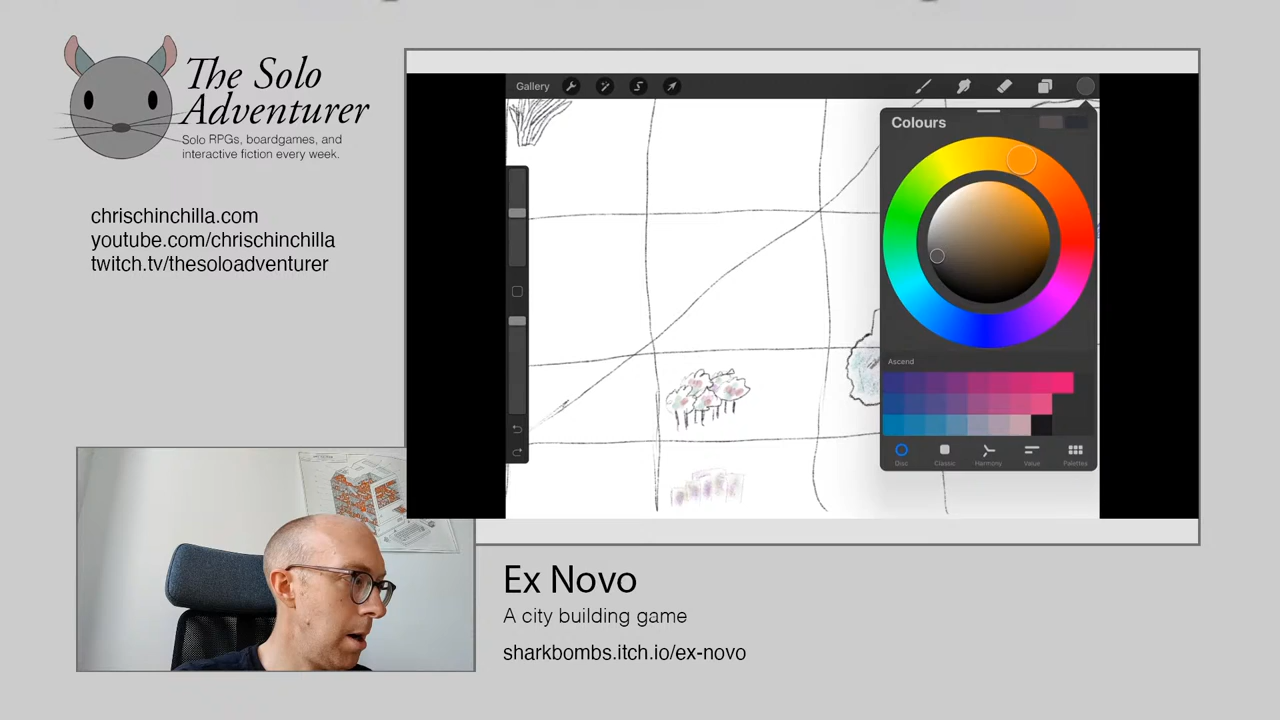 The Solo
Adventurer
Solo RPGs, boardgames, and
interactive fiction every week.
chrischinchilla.com
youtube.com/chrischinchilla
twitch.tv/thesoloadventurer
Gallery
Colours
Ascend
Disc
Classic
Harmony
Value
Palettes
Ex Novo
A city building game
sharkbombs.itch.io/ex-novo